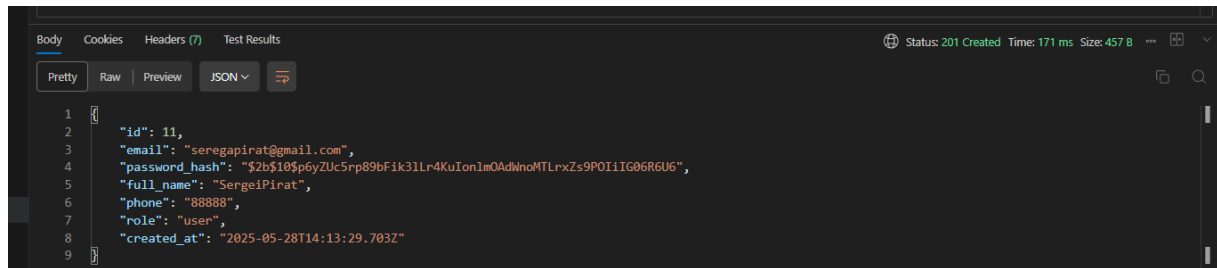 Body Cookies Headers (7) Test Results Status: 201 Created Time: 171 ms Size: 457 B
Pretty Raw Preview JSON
1 {
2 "id": 11,
3 "email": "seregapirat@gmail.com",
4 "password_hash": "$2b$10$p6yZUc5rp89bFik3lLr4KuIonlmOAdWnoMTLrxZs9POIiIG06R6U6",
5 "full_name": "SergeiPirat",
6 "phone": "88888",
7 "role": "user",
8 "created_at": "2025-05-28T14:13:29.703Z"
9 }